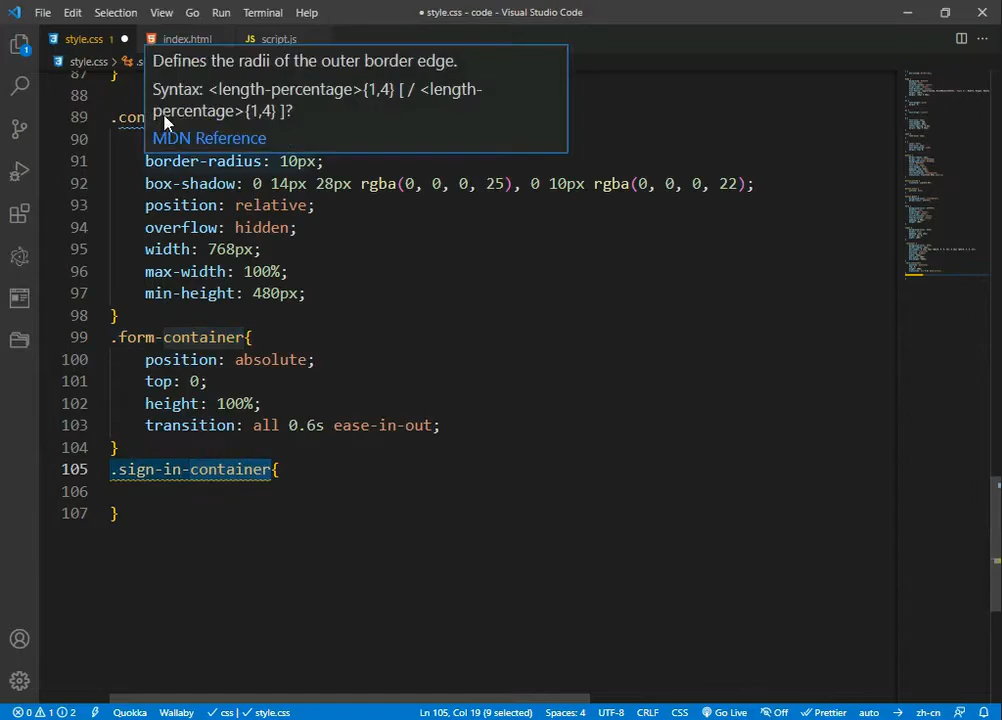 File Edit Selection View Go Run Terminal Help ● style.css - code - Visual Studio Code
style.css 1 ● index.html JS script.js
style.css >
Defines the radii of the outer border edge.
Syntax: <length-percentage>{1,4} [ / <length-
percentage>{1,4} ]?
MDN Reference
87 }
88
89 .con
90
91 border-radius: 10px;
92 box-shadow: 0 14px 28px rgba(0, 0, 0, 25), 0 10px rgba(0, 0, 0, 22);
93 position: relative;
94 overflow: hidden;
95 width: 768px;
96 max-width: 100%;
97 min-height: 480px;
98 }
99 .form-container{
100 position: absolute;
101 top: 0;
102 height: 100%;
103 transition: all 0.6s ease-in-out;
104 }
105 .sign-in-container{
106
107 }
0 1 2 Quokka Wallaby css | style.css Ln 105, Col 19 (9 selected) Spaces: 4 UTF-8 CRLF CSS Go Live Off Prettier auto zh-cn